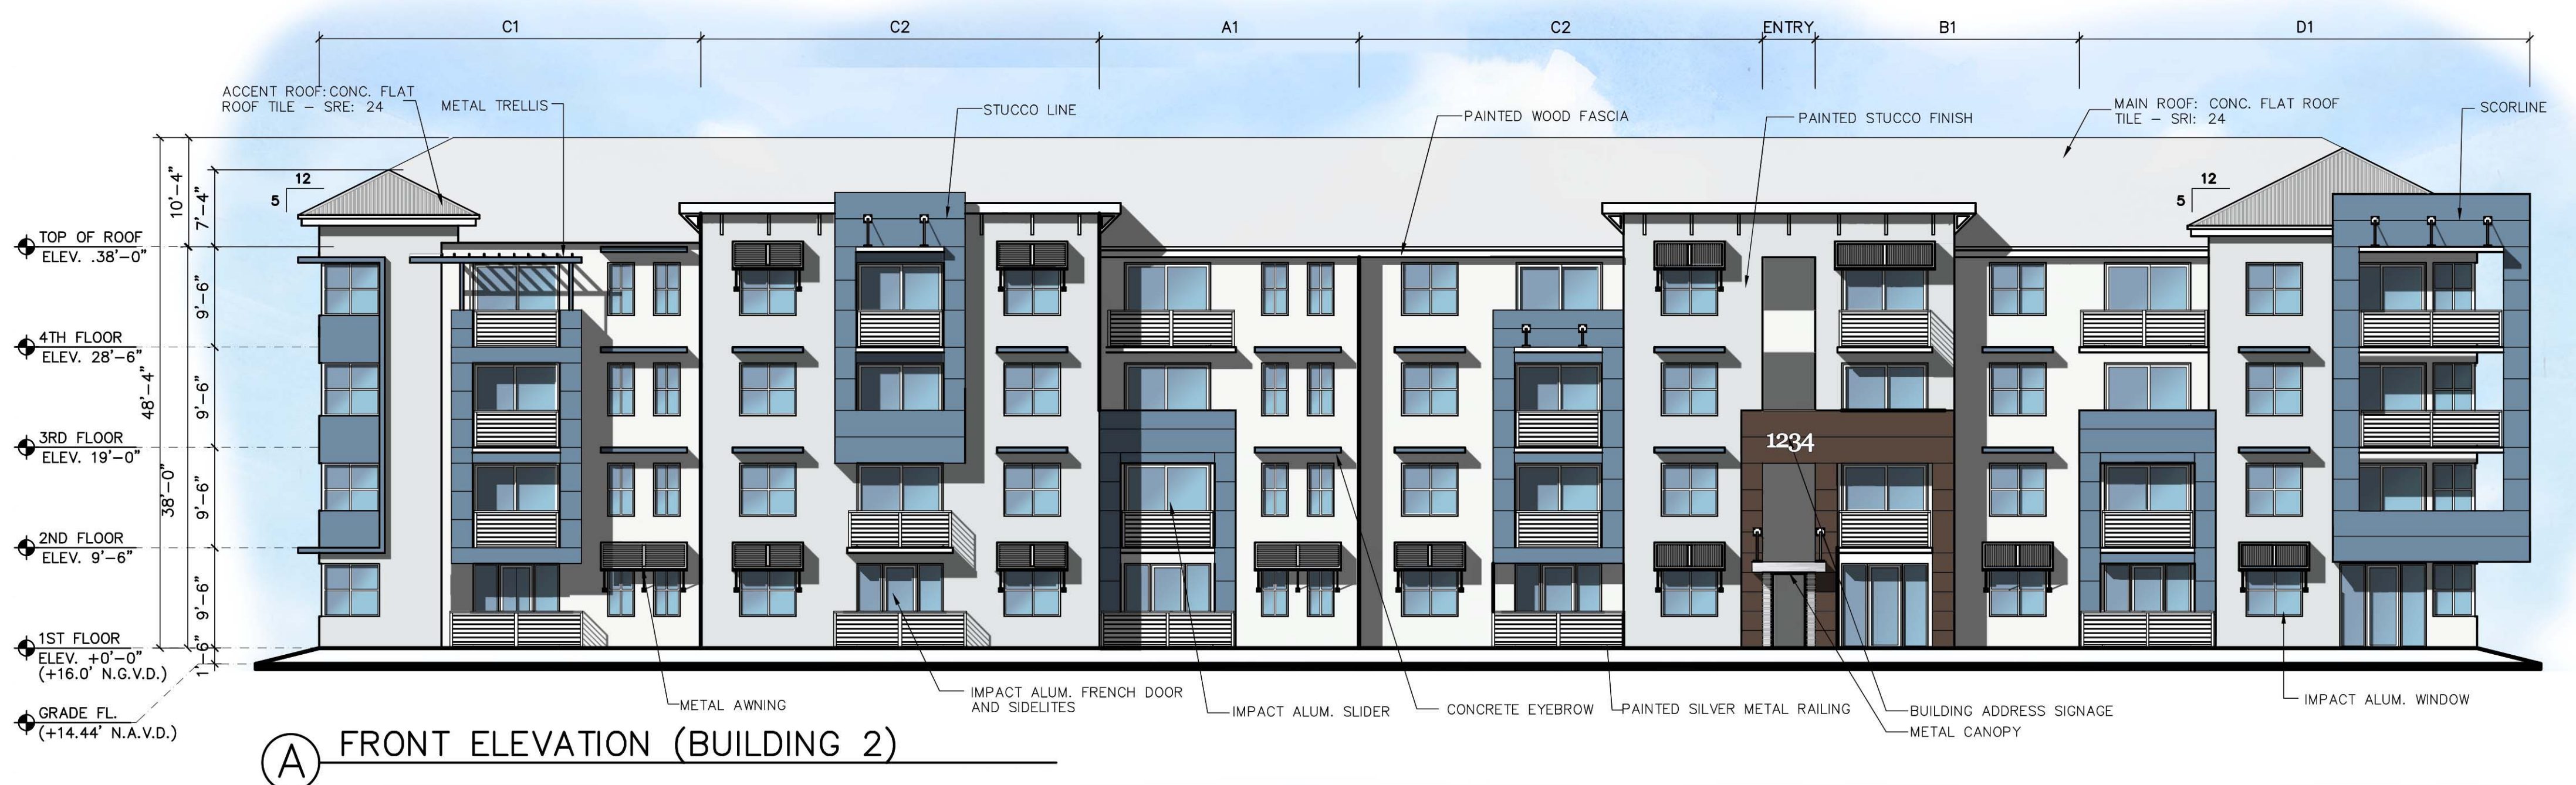 C1
C2
A1
C2
ENTRY
B1
D1
ACCENT ROOF: CONC. FLAT
ROOF TILE – SRE: 24
METAL TRELLIS
STUCCO LINE
PAINTED WOOD FASCIA
PAINTED STUCCO FINISH
MAIN ROOF: CONC. FLAT ROOF
TILE – SRI: 24
SCORLINE
12
5
12
5
10'-4"
7'-4"
TOP OF ROOF
ELEV. .38'-0"
9'-6"
4TH FLOOR
ELEV. 28'-6"
48'-4"
9'-6"
3RD FLOOR
ELEV. 19'-0"
38'-0"
9'-6"
2ND FLOOR
ELEV. 9'-6"
9'-6"
1ST FLOOR
ELEV. +0'-0"
(+16.0' N.G.V.D.)
1'-6"
GRADE FL.
(+14.44' N.A.V.D.)
1234
METAL AWNING
IMPACT ALUM. FRENCH DOOR
AND SIDELITES
IMPACT ALUM. SLIDER
CONCRETE EYEBROW
PAINTED SILVER METAL RAILING
BUILDING ADDRESS SIGNAGE
METAL CANOPY
IMPACT ALUM. WINDOW
A
FRONT ELEVATION (BUILDING 2)